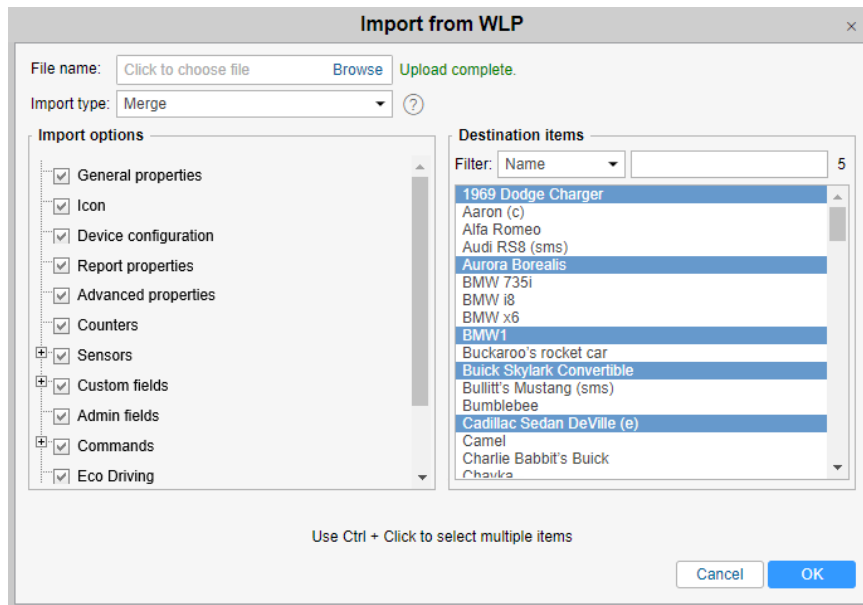 Import from WLP
File name: Click to choose file Browse Upload complete.
Import type: Merge
Import options
General properties
Icon
Device configuration
Report properties
Advanced properties
Counters
Sensors
Custom fields
Admin fields
Commands
Eco Driving
Destination items
Filter: Name 5
1969 Dodge Charger
Aaron (c)
Alfa Romeo
Audi RS8 (sms)
Aurora Borealis
BMW 735i
BMW i8
BMW x6
BMW1
Buckaroo's rocket car
Buick Skylark Convertible
Bullitt's Mustang (sms)
Bumblebee
Cadillac Sedan DeVille (e)
Camel
Charlie Babbit's Buick
Chayka
Use Ctrl + Click to select multiple items
Cancel OK